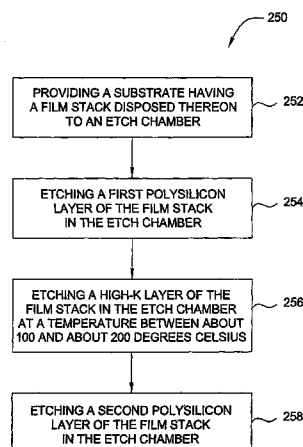 250
PROVIDING A SUBSTRATE HAVING
A FILM STACK DISPOSED THEREON
TO AN ETCH CHAMBER
252
ETCHING A FIRST POLYSILICON
LAYER OF THE FILM STACK
IN THE ETCH CHAMBER
254
ETCHING A HIGH-K LAYER OF THE
FILM STACK IN THE ETCH CHAMBER
AT A TEMPERATURE BETWEEN ABOUT
100 AND ABOUT 200 DEGREES CELSIUS
256
ETCHING A SECOND POLYSILICON
LAYER OF THE FILM STACK
IN THE ETCH CHAMBER
258